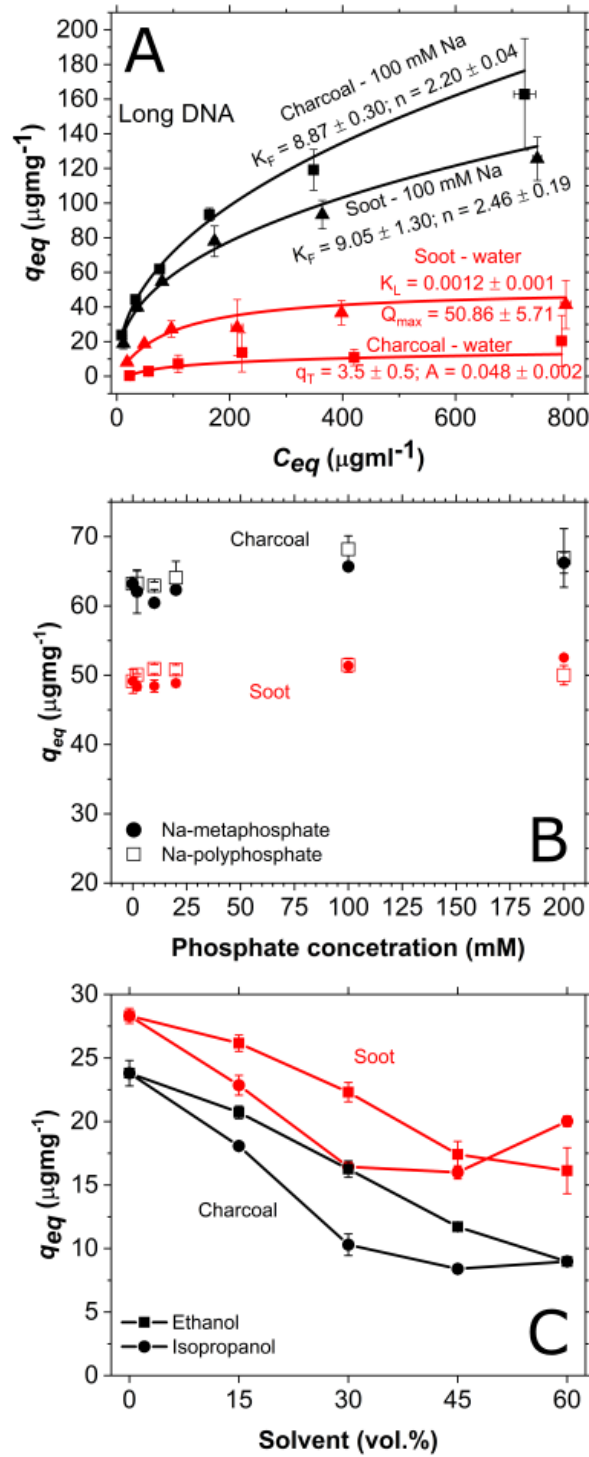 A
Long DNA
Charcoal - 100 mM Na
K_F = 8.87 ± 0.30; n = 2.20 ± 0.04
Soot - 100 mM Na
K_F = 9.05 ± 1.30; n = 2.46 ± 0.19
Soot - water
K_L = 0.0012 ± 0.001
Q_max = 50.86 ± 5.71
Charcoal - water
q_T = 3.5 ± 0.5; A = 0.048 ± 0.002
q_eq (μgmg⁻¹)
180
160
140
120
100
80
60
40
20
0
0 200 400 600 800
C_eq (μgml⁻¹)
Charcoal
Soot
Na-metaphosphate
Na-polyphosphate
B
q_eq (μgmg⁻¹)
70
60
50
40
30
20
0 25 50 75 100 125 150 175 200
Phosphate concetration (mM)
Soot
Charcoal
Ethanol
Isopropanol
C
q_eq (μgmg⁻¹)
30
25
20
15
10
5
0
0 15 30 45 60
Solvent (vol.%)